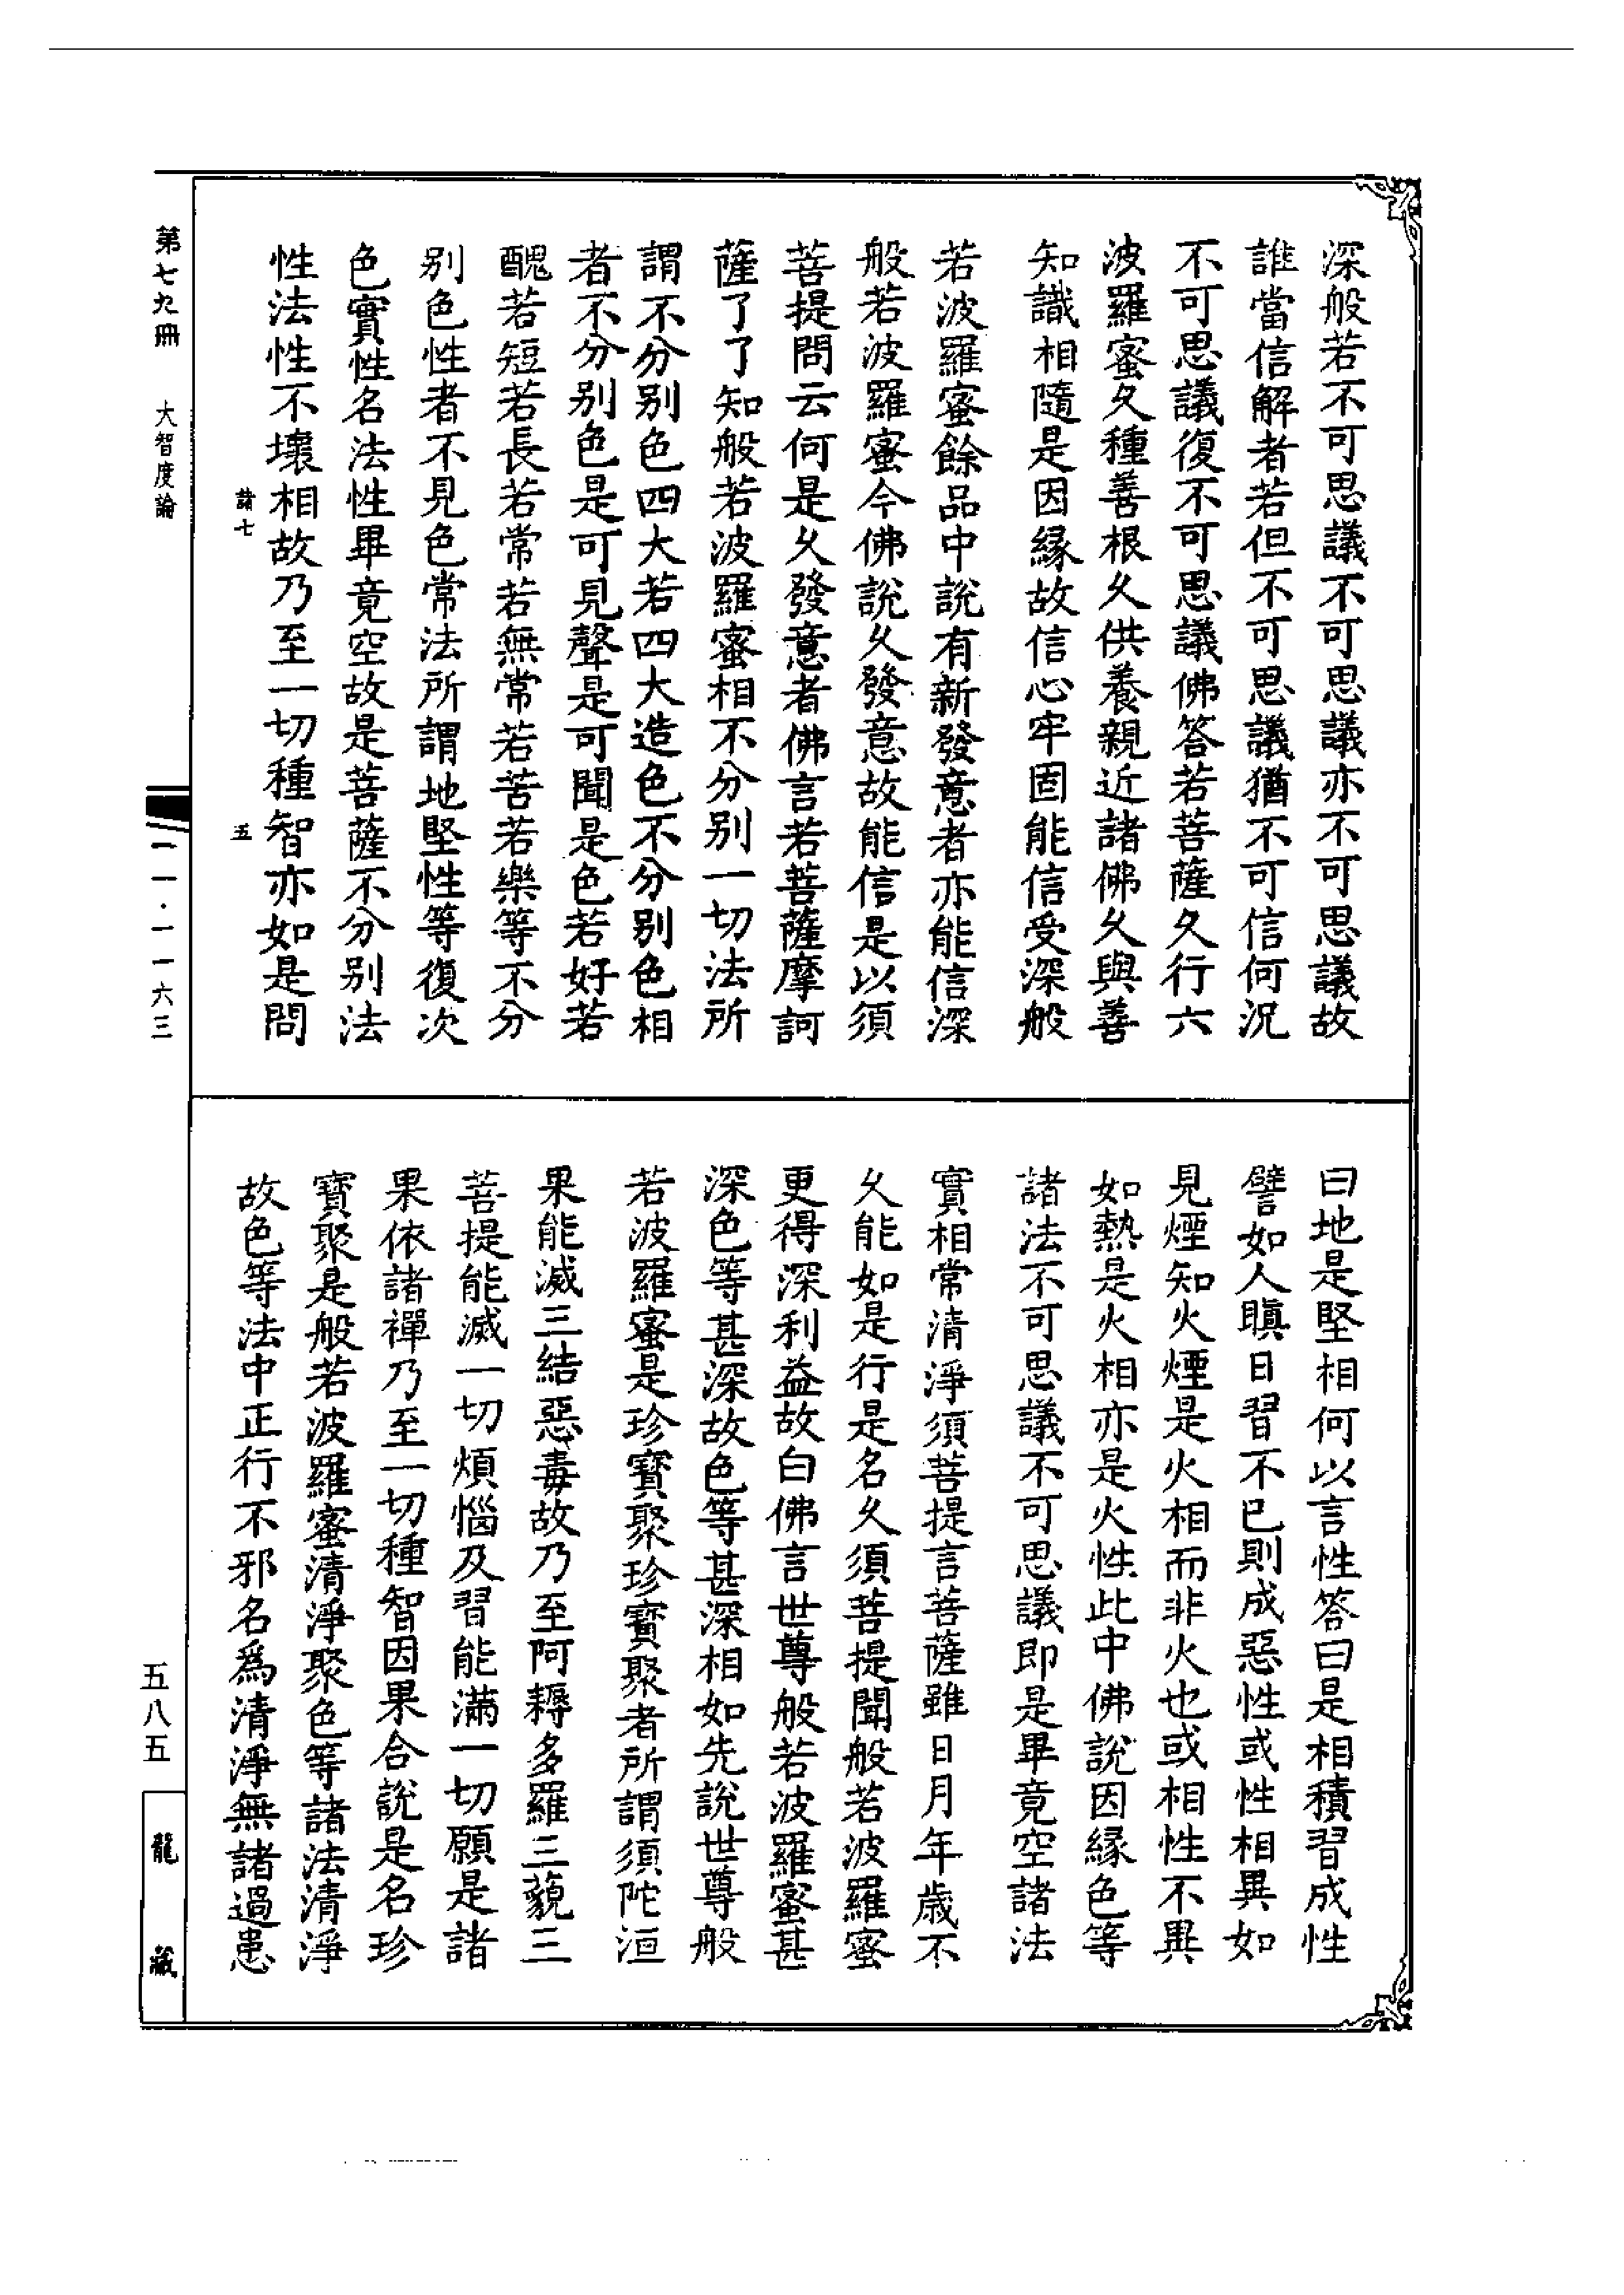 深般若不可思議不可思議亦不可思議故
誰當信解者若但不可思議猶不可信何況
不可思議復不可思議佛答若菩薩久行六
波羅蜜久種善根久供養親近諸佛久與善
知識相隨是因緣故信心牢固能信受深般
若波羅蜜餘品中說有新發意者亦能信深
般若波羅蜜今佛說久發意故能信是以須
菩提問云何是久發意者佛言若菩薩摩訶
薩了了知般若波羅蜜相不分別一切法所
謂不分別色四大若四大造色不分別色相
者不分別色是可見聲是可聞是色若好若
醜若短若長若常若無常若苦若樂等不分
別色性者不見色常法所謂地堅性等復次
色實性名法性畢竟空故是菩薩不分別法
性法性不壞相故乃至一切種智亦如是問
諸七
五
曰地是堅相何以言性答曰是相積習成性
譬如人瞋日習不已則成惡性或性相異如
見煙知火煙是火相而非火也或相性不異
如熱是火相亦是火性此中佛說因緣色等
諸法不可思議不可思議即是畢竟空諸法
實相常清淨須菩提言菩薩雖日月年歲不
久能如是行是名久須菩提聞般若波羅蜜
更得深利益故白佛言世尊般若波羅蜜甚
深色等甚深故色等甚深相如先說世尊般
若波羅蜜是珍寶聚珍寶聚者所謂須陀洹
果能滅三結惡毒故乃至阿耨多羅三藐三
菩提能滅一切煩惱及習能滿一切願是諸
果依諸禪乃至一切種智因果合說是名珍
寶聚是般若波羅蜜清淨聚色等諸法清淨
故色等法中正行不邪名為清淨無諸過患
第七九冊
大智度論
一一·一一六三
五八五
龍藏